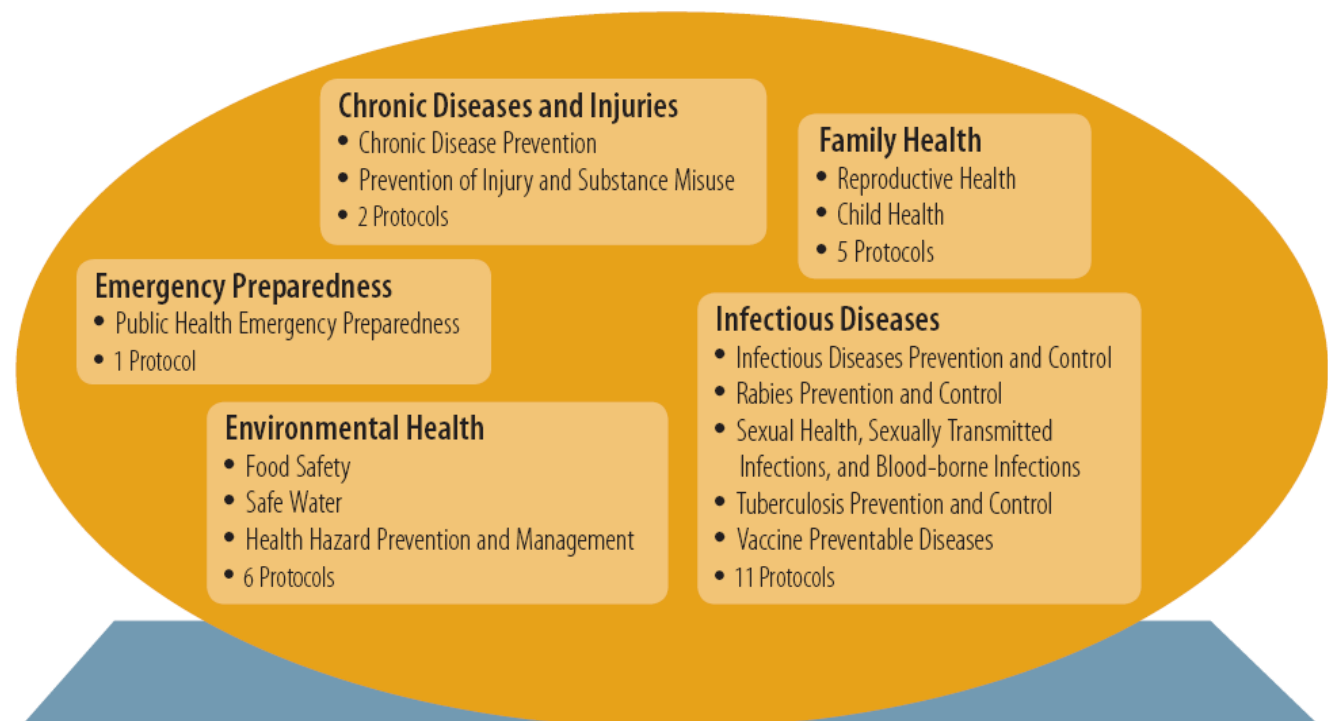 Chronic Diseases and Injuries
• Chronic Disease Prevention
• Prevention of Injury and Substance Misuse
• 2 Protocols
Family Health
• Reproductive Health
• Child Health
• 5 Protocols
Emergency Preparedness
• Public Health Emergency Preparedness
• 1 Protocol
Infectious Diseases
• Infectious Diseases Prevention and Control
• Rabies Prevention and Control
• Sexual Health, Sexually Transmitted
Infections, and Blood-borne Infections
• Tuberculosis Prevention and Control
• Vaccine Preventable Diseases
• 11 Protocols
Environmental Health
• Food Safety
• Safe Water
• Health Hazard Prevention and Management
• 6 Protocols